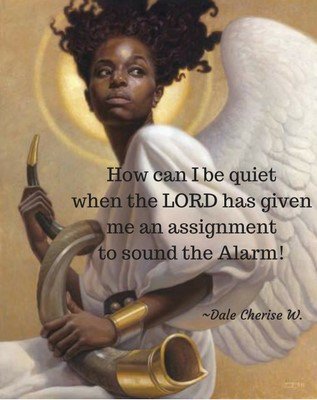 How can I be quiet
when the LORD has given
me an assignment
to sound the Alarm!
~Dale Cherise W.